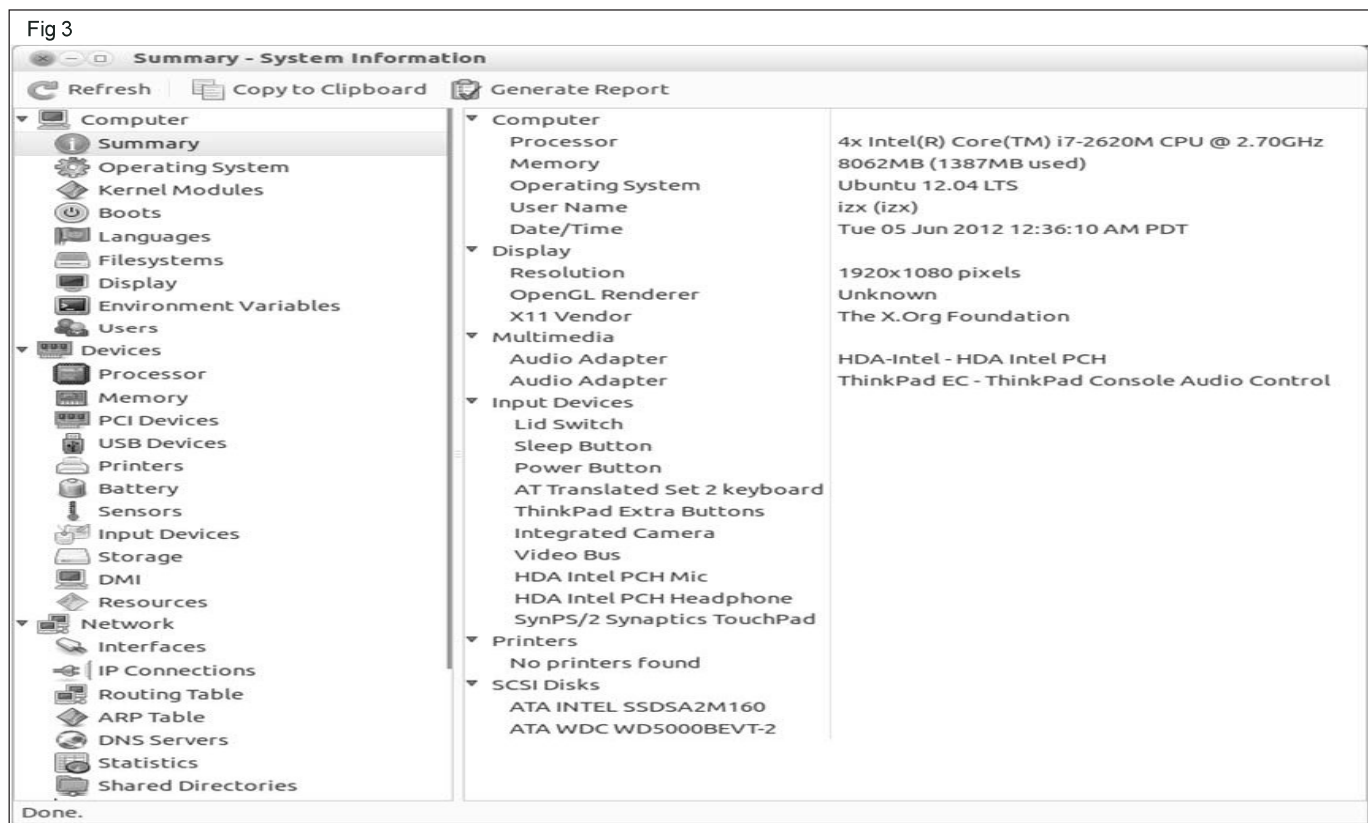 Fig 3
Summary - System Information
Refresh
Copy to Clipboard
Generate Report
Computer
Summary
Operating System
Kernel Modules
Boots
Languages
Filesystems
Display
Environment Variables
Users
Devices
Processor
Memory
PCI Devices
USB Devices
Printers
Battery
Sensors
Input Devices
Storage
DMI
Resources
Network
Interfaces
IP Connections
Routing Table
ARP Table
DNS Servers
Statistics
Shared Directories
Computer
Processor 4x Intel(R) Core(TM) i7-2620M CPU @ 2.70GHz
Memory 8062MB (1387MB used)
Operating System Ubuntu 12.04 LTS
User Name izx (izx)
Date/Time Tue 05 Jun 2012 12:36:10 AM PDT
Display
Resolution 1920x1080 pixels
OpenGL Renderer Unknown
X11 Vendor The X.Org Foundation
Multimedia
Audio Adapter HDA-Intel - HDA Intel PCH
Audio Adapter ThinkPad EC - ThinkPad Console Audio Control
Input Devices
Lid Switch
Sleep Button
Power Button
AT Translated Set 2 keyboard
ThinkPad Extra Buttons
Integrated Camera
Video Bus
HDA Intel PCH Mic
HDA Intel PCH Headphone
SynPS/2 Synaptics TouchPad
Printers
No printers found
SCSI Disks
ATA INTEL SSDSA2M160
ATA WDC WD5000BEVT-2
Done.